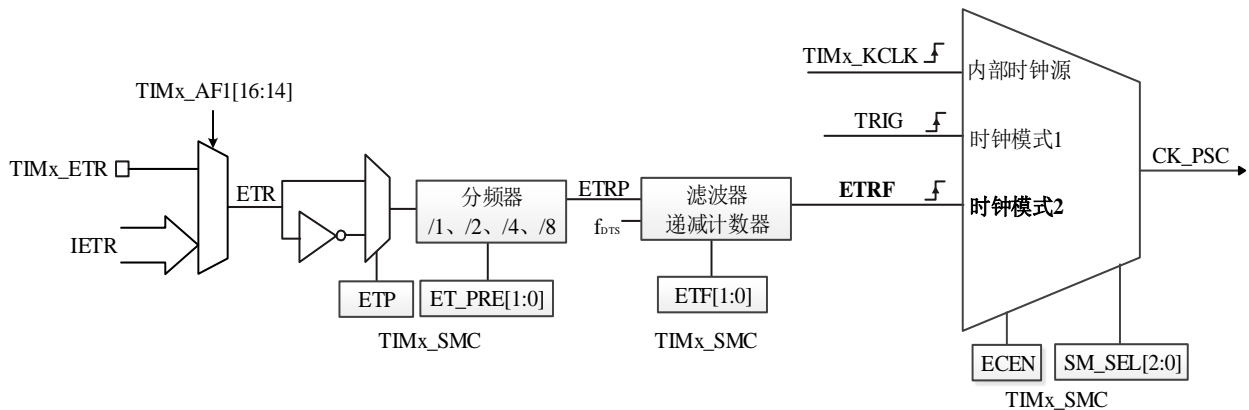 TIMx_AF1[16:14]
TIMx_ETR
IETR
ETR
ETP
TIMx_SMC
分频器
/1、/2、/4、/8
ET_PRE[1:0]
ETRP
fDTS
滤波器
递减计数器
ETF[1:0]
TIMx_SMC
TIMx_KCLK
内部时钟源
TRIG
时钟模式1
ETRF
时钟模式2
CK_PSC
ECEN
SM_SEL[2:0]
TIMx_SMC